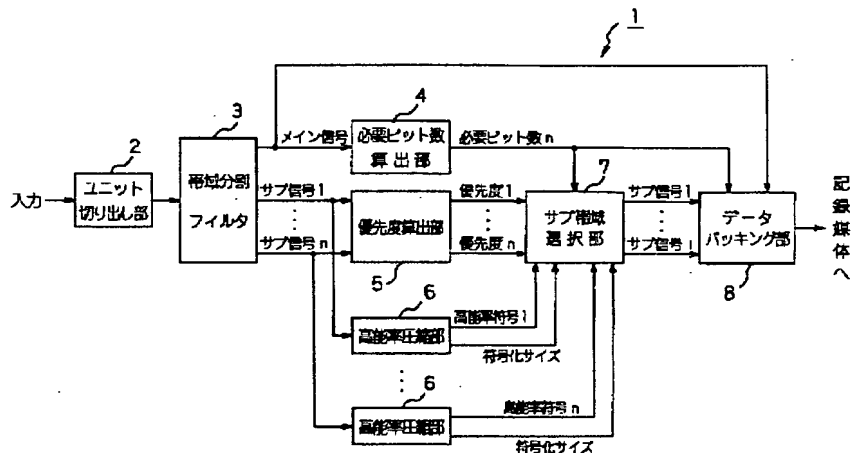 1
3
メイン信号
4
必要ビット数
算出部
必要ビット数 n
2
ユニット
切り出し部
入力
帯域分割
フィルタ
サブ信号 1
サブ信号 n
優先度算出部
5
優先度 1
優先度 n
7
サブ帯域
選択部
サブ信号 1
サブ信号 i
データ
パッキング部
8
記録媒体へ
6
高能率圧縮部
高能率符号 1
符号化サイズ
6
高能率圧縮部
高能率符号 n
符号化サイズ